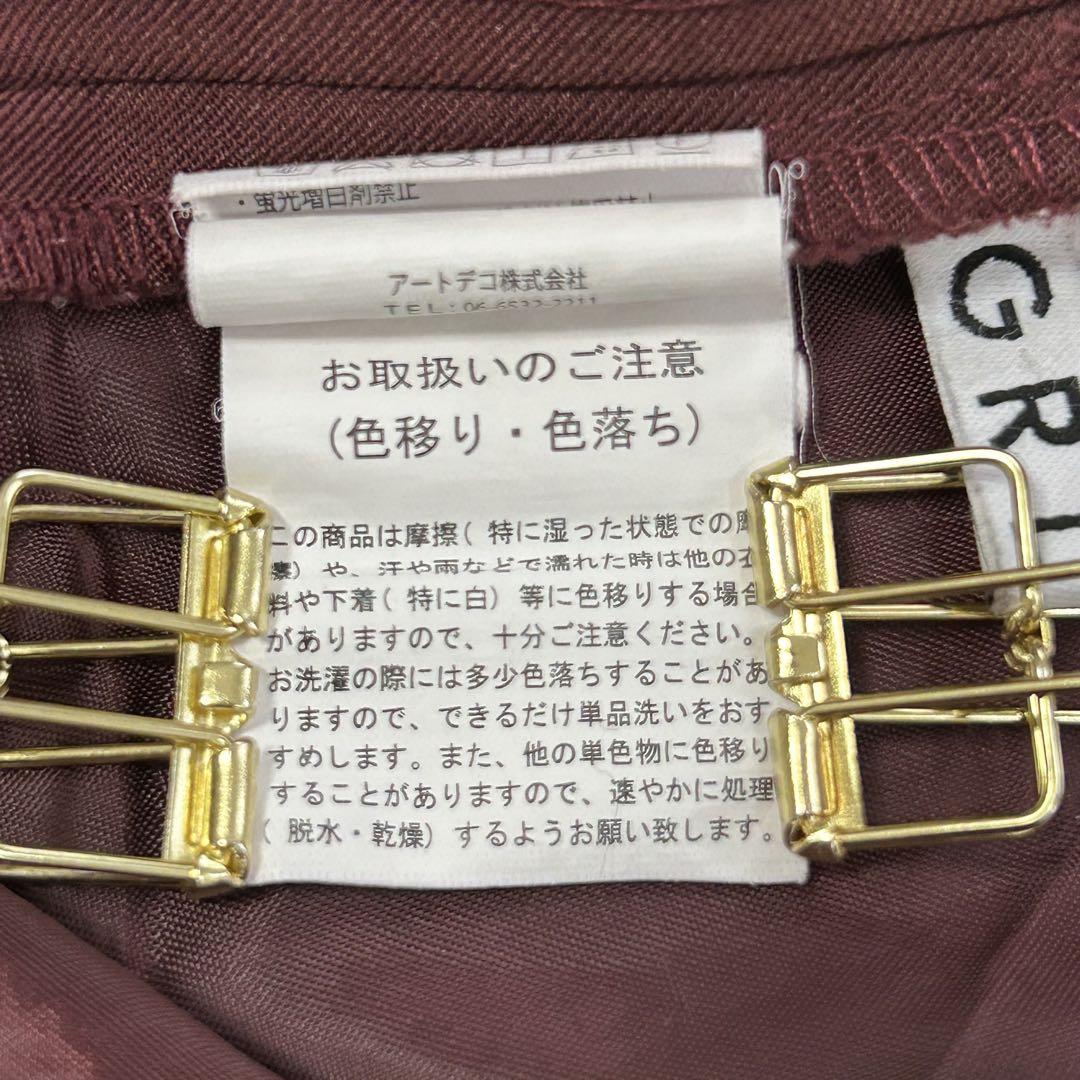 ・蛍光増白剤禁止
アートデコ株式会社
TEL:06-6532-2211
お取扱いのご注意
(色移り・色落ち)
この商品は摩擦(特に湿った状態での摩
擦)や、汗や雨などで濡れた時は他の衣
料や下着(特に白)等に色移りする場合
がありますので、十分ご注意ください。
お洗濯の際には多少色落ちすることがあ
りますので、できるだけ単品洗いをおす
すめします。また、他の単色物に色移り
することがありますので、速やかに処理
(脱水・乾燥)するようお願い致します。
GRI